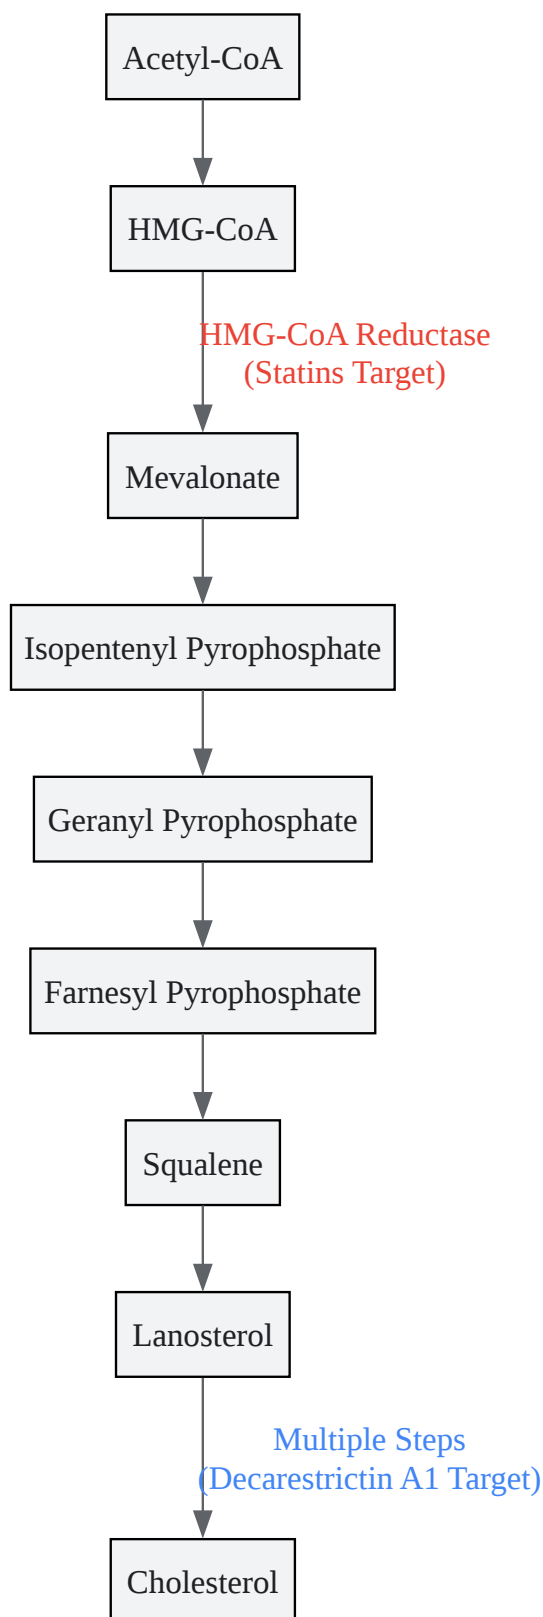 Acetyl-CoA
HMG-CoA
HMG-CoA Reductase
(Statins Target)
Mevalonate
Isopentenyl Pyrophosphate
Geranyl Pyrophosphate
Farnesyl Pyrophosphate
Squalene
Lanosterol
Multiple Steps
(Decarestrictin A1 Target)
Cholesterol